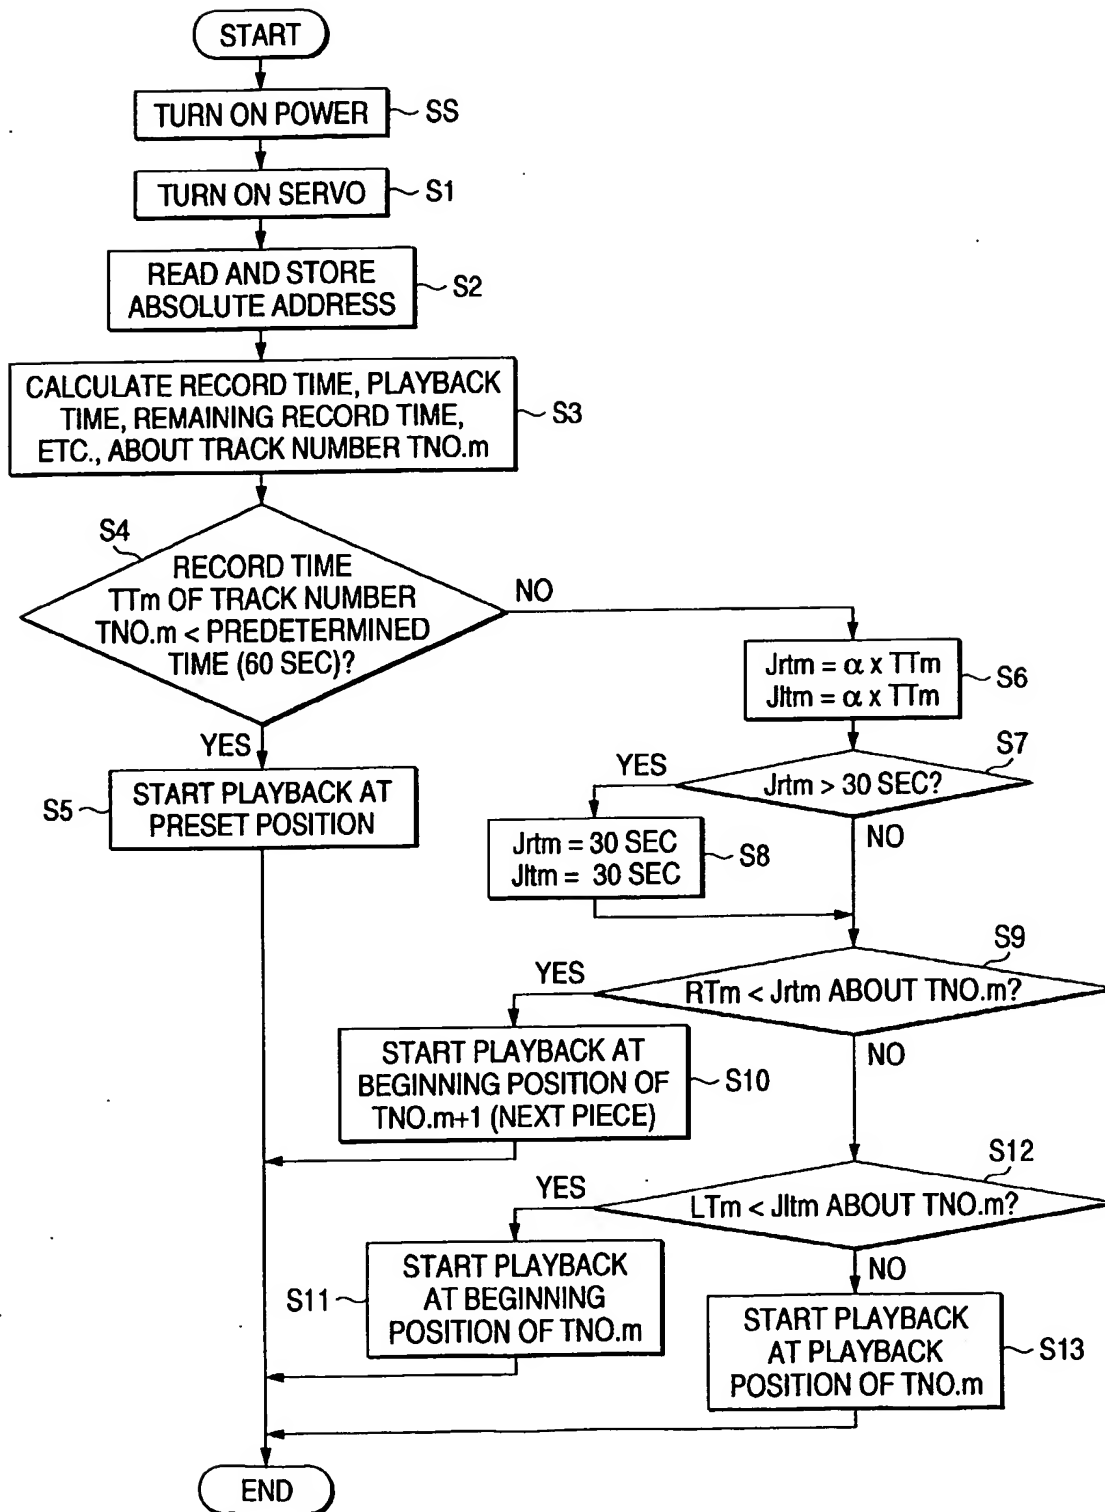 START
TURN ON POWER
SS
TURN ON SERVO
S1
READ AND STORE
ABSOLUTE ADDRESS
S2
CALCULATE RECORD TIME, PLAYBACK
TIME, REMAINING RECORD TIME,
ETC., ABOUT TRACK NUMBER TNO.m
S3
S4
RECORD TIME
TTm OF TRACK NUMBER
TNO.m < PREDETERMINED
TIME (60 SEC)?
NO
YES
S5
START PLAYBACK AT
PRESET POSITION
Jrtm = α x TTm
Jltm = α x TTm
S6
S7
Jrtm > 30 SEC?
YES
NO
Jrtm = 30 SEC
Jltm = 30 SEC
S8
S9
RTm < Jrtm ABOUT TNO.m?
YES
NO
START PLAYBACK AT
BEGINNING POSITION OF
TNO.m+1 (NEXT PIECE)
S10
S12
LTm < Jltm ABOUT TNO.m?
YES
NO
S11
START PLAYBACK
AT BEGINNING
POSITION OF TNO.m
START PLAYBACK
AT PLAYBACK
POSITION OF TNO.m
S13
END